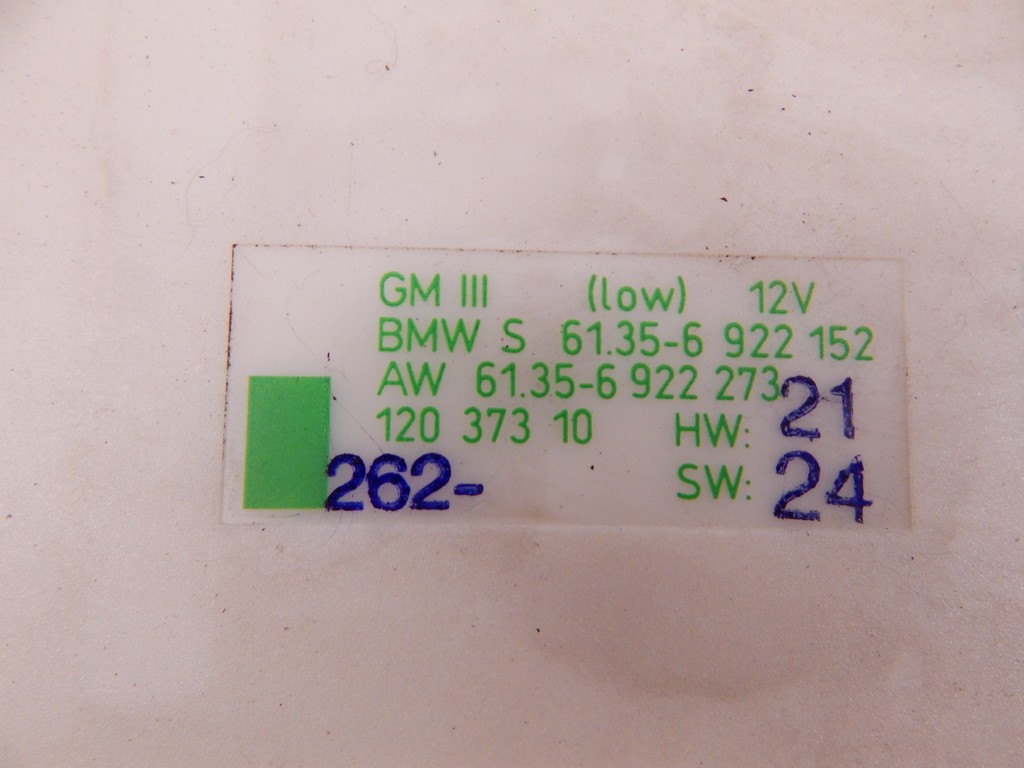 GM III (low) 12V
BMW S 61.35-6 922 152
AW 61.35-6 922 273
120 373 10 HW: 21
262- SW: 24